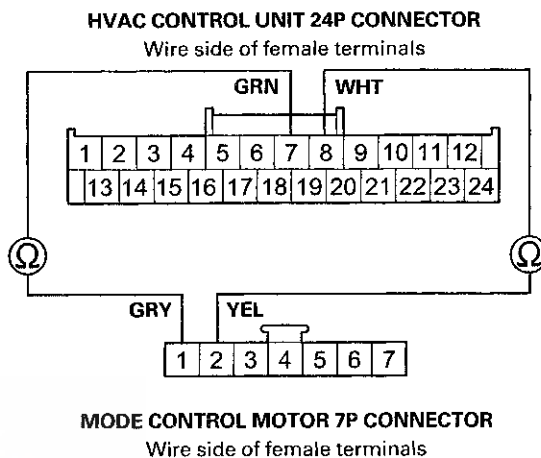 HVAC CONTROL UNIT 24P CONNECTOR
Wire side of female terminals
GRN WHT
1 2 3 4 5 6 7 8 9 10 11 12
13 14 15 16 17 18 19 20 21 22 23 24
Ω Ω
GRY YEL
1 2 3 4 5 6 7
MODE CONTROL MOTOR 7P CONNECTOR
Wire side of female terminals